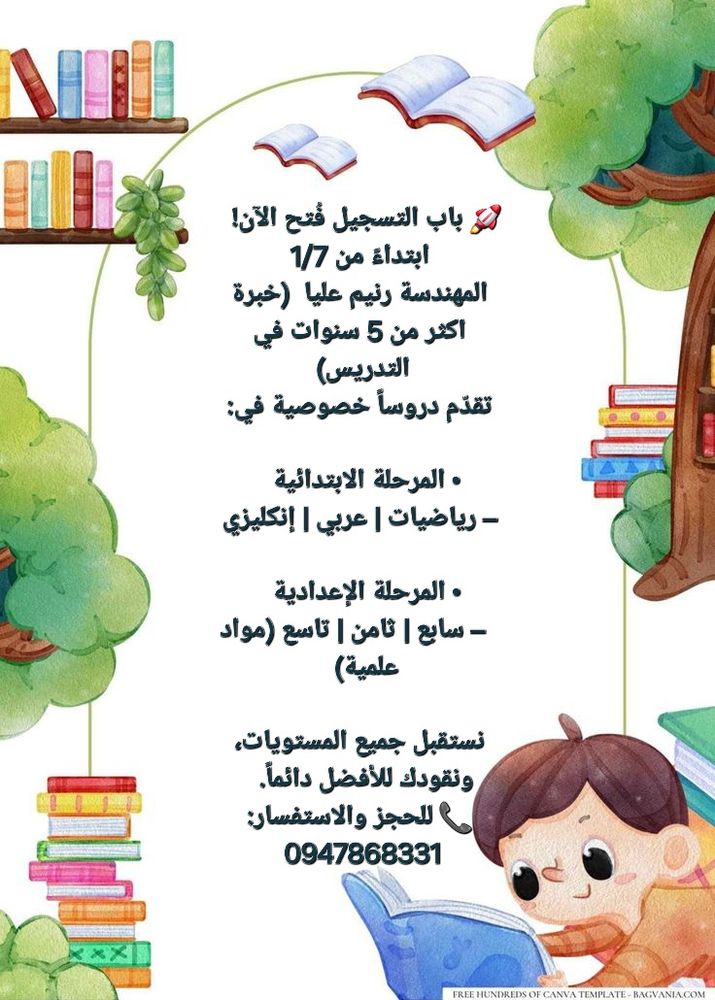 🚀 باب التسجيل فُتح الآن!
ابتداءً من 1/7
المهندسة رنيم عليا (خبرة
اكثر من 5 سنوات في
التدريس)
تقدّم دروساً خصوصية في:
• المرحلة الابتدائية
– رياضيات | عربي | إنكليزي
• المرحلة الإعدادية
– سابع | ثامن | تاسع (مواد
علمية)
نستقبل جميع المستويات،
ونقودك للأفضل دائماً.
📞 للحجز والاستفسار:
0947868331
FREE HUNDREDS OF CANVA TEMPLATE - BAGVANIA.COM